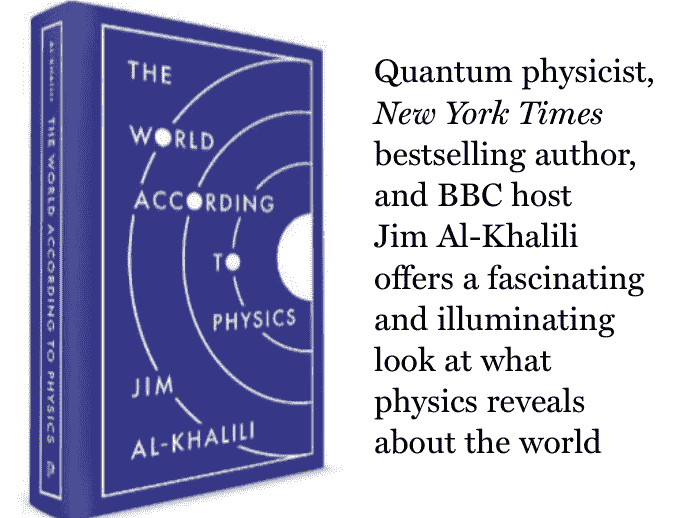 AL-KHALILI THE WORLD ACCORDING TO PHYSICS
THE
WORLD
ACCORDING
TO
PHYSICS
JIM
AL-KHALILI
Quantum physicist,
New York Times
bestselling author,
and BBC host
Jim Al-Khalili
offers a fascinating
and illuminating
look at what
physics reveals
about the world